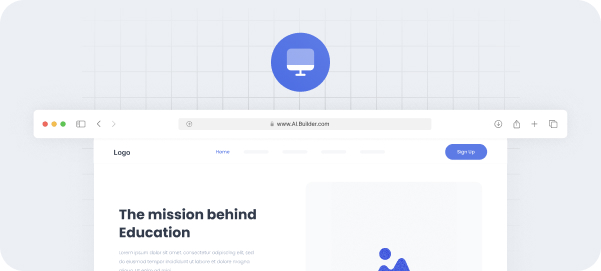 www.AI.Builder.com
Logo
Home
Sign Up
The mission behind
Education
Lorem ipsum dolor sit amet consectetur adipiscing elit, sed
do eiusmod tempor incididunt ut labore et dolore magna